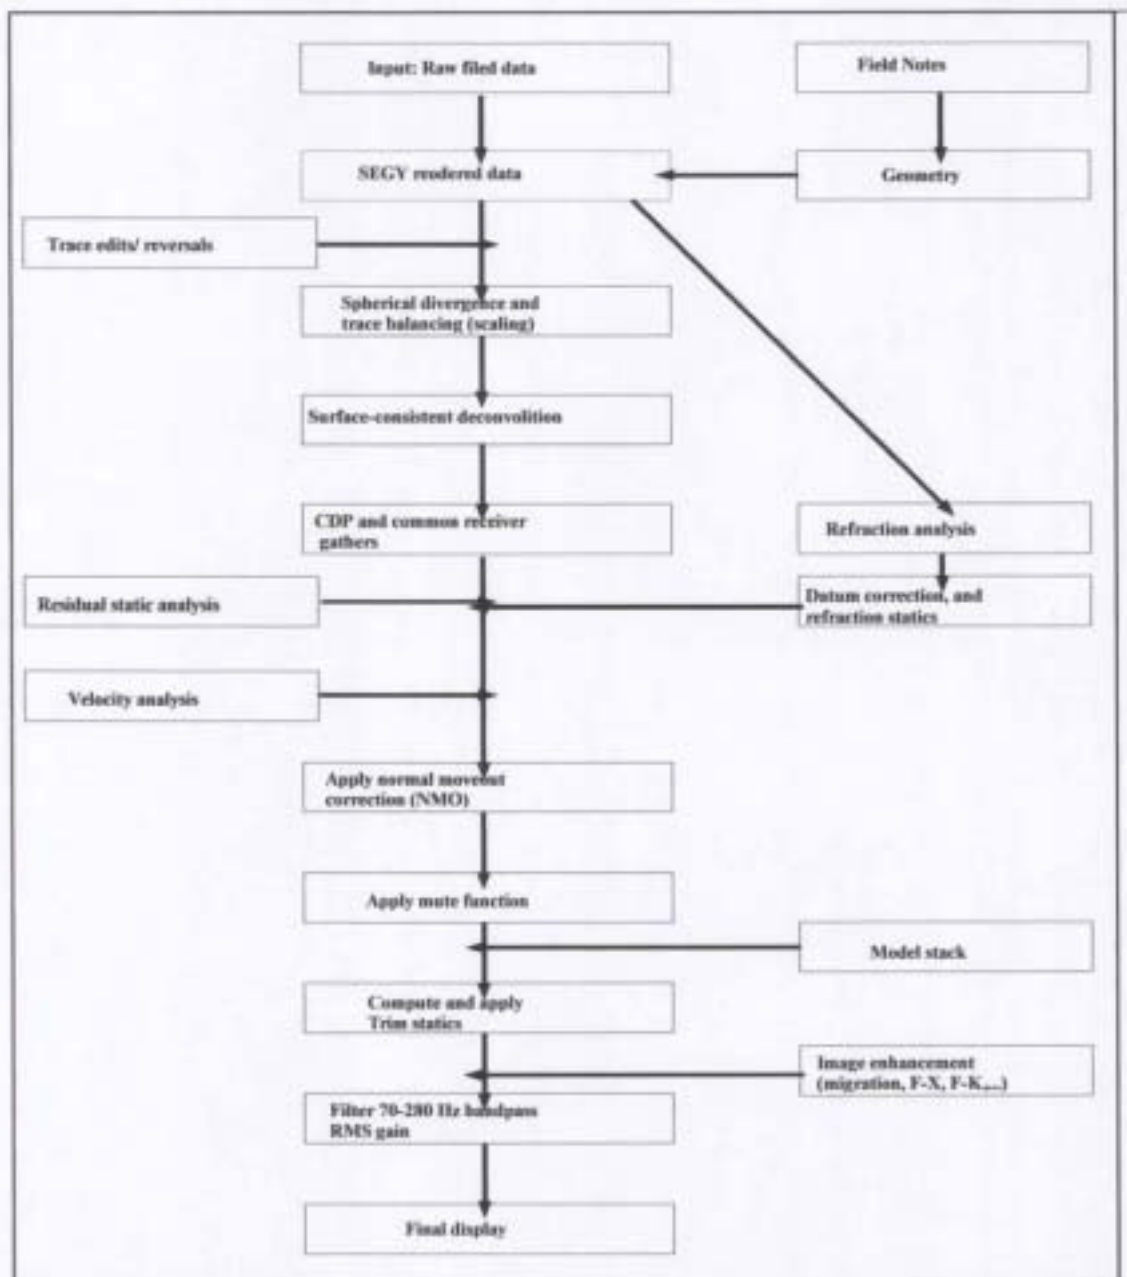 Input: Raw filed data
Field Notes
SEGY reodered data
Geometry
Trace edits/ reversals
Spherical divergence and
trace balancing (scaling)
Surface-consistent deconvolition
CDP and common receiver
gathers
Refraction analysis
Residual static analysis
Datum correction, and
refraction statics
Velocity analysis
Apply normal moveout
correction (NMO)
Apply mute function
Model stack
Compute and apply
Trim statics
Image enhancement
(migration, F-X, F-K,...)
Filter 70-280 Hz bandpass
RMS gain
Final display